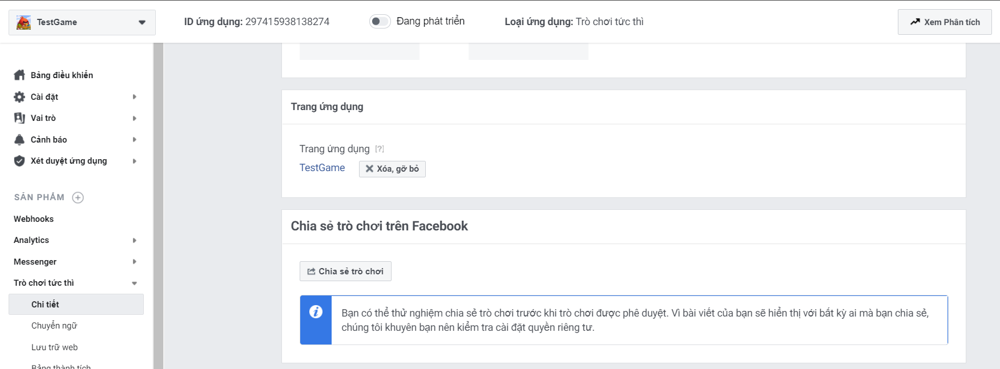 TestGame
ID ứng dụng: 297415938138274
Đang phát triển
Loại ứng dụng: Trò chơi tức thì
Xem Phân tích
Bảng điều khiển
Cài đặt
Vai trò
Cảnh báo
Xét duyệt ứng dụng
SẢN PHẨM
Webhooks
Analytics
Messenger
Trò chơi tức thì
Chi tiết
Chuyển ngữ
Lưu trữ web
Bảng thành tích
Trang ứng dụng
Trang ứng dụng [?]
TestGame
Xóa, gỡ bỏ
Chia sẻ trò chơi trên Facebook
Chia sẻ trò chơi
Bạn có thể thử nghiệm chia sẻ trò chơi trước khi trò chơi được phê duyệt. Vì bài viết của bạn sẽ hiển thị với bất kỳ ai mà bạn chia sẻ,
chúng tôi khuyên bạn nên kiểm tra cài đặt quyền riêng tư.